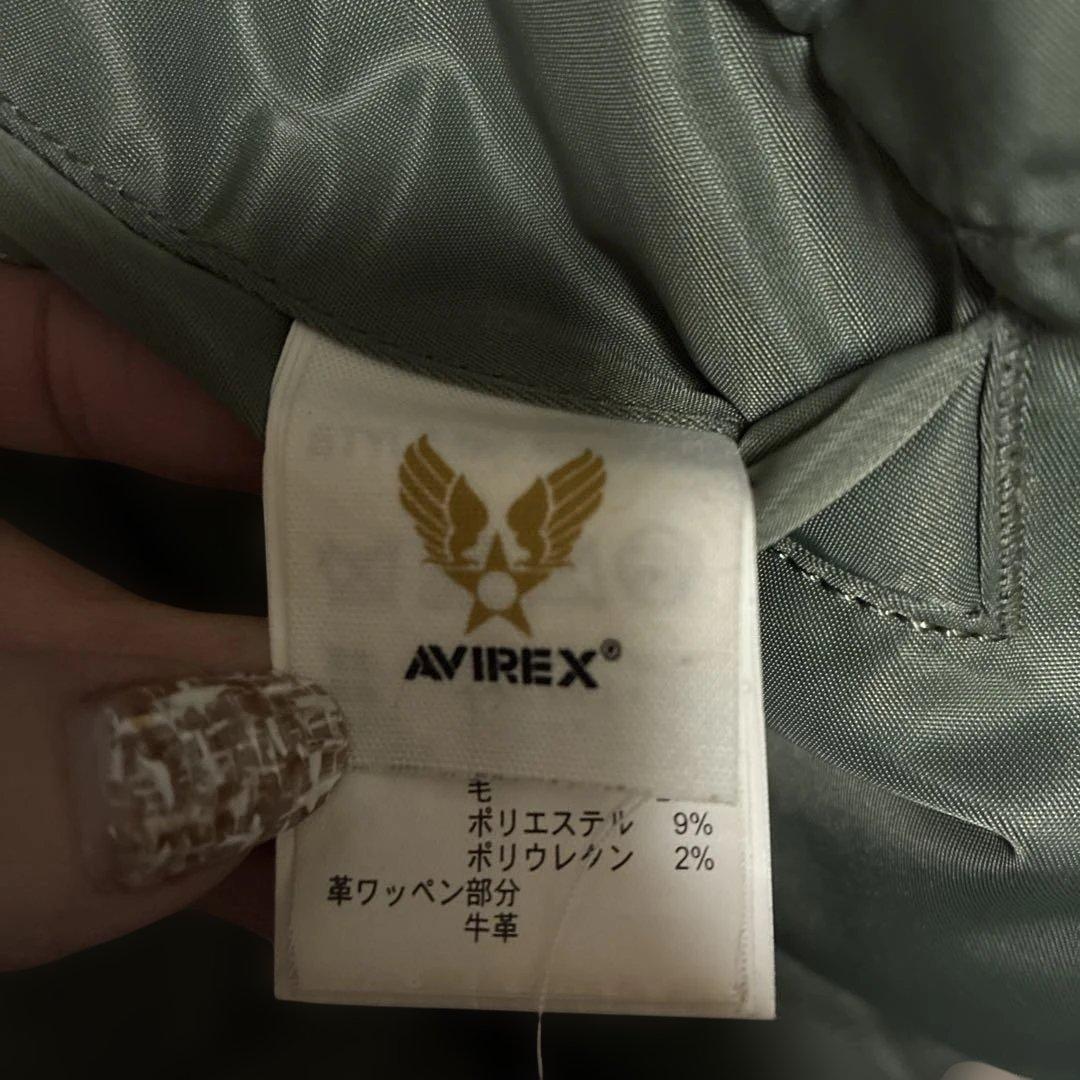 AVIREX®
毛
ポリエステル 9%
ポリウレタン 2%
革ワッペン部分
牛革